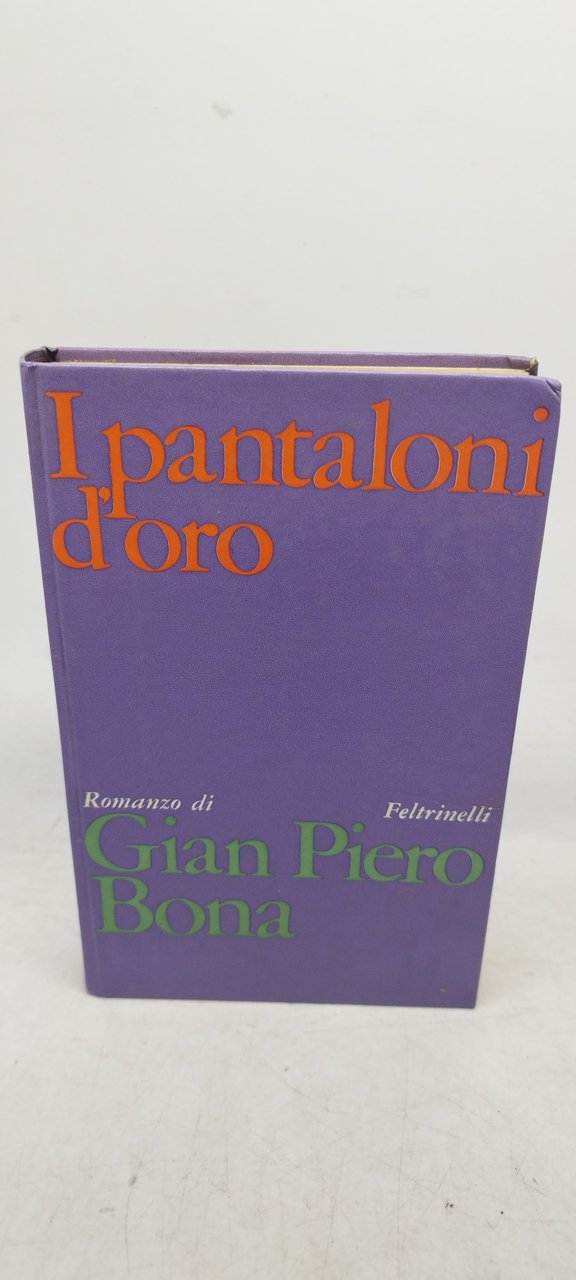 I pantaloni
d'oro
Romanzo di Feltrinelli
Gian Piero
Bona